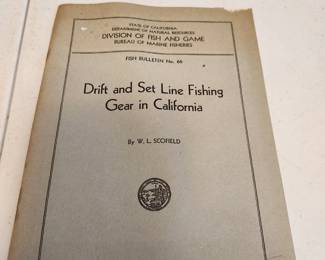 STATE OF CALIFORNIA
DEPARTMENT OF NATURAL RESOURCES
DIVISION OF FISH AND GAME
BUREAU OF MARINE FISHERIES
FISH BULLETIN No. 66
Drift and Set Line Fishing
Gear in California
By W. L. SCOFIELD